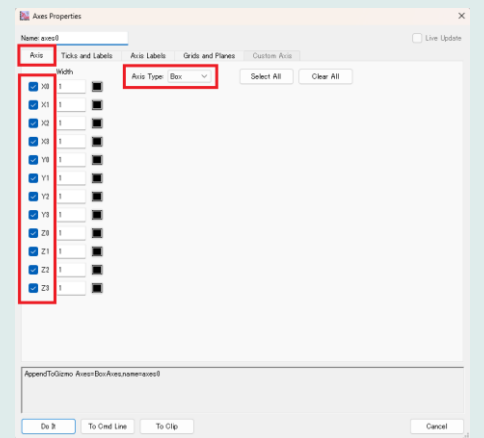 Axes Properties
Name: axes0
Live Update
Axis Ticks and Labels Axis Labels Grids and Planes Custom Axis
Width
Axis Type: Box Select All Clear All
X0 1
X1 1
X2 1
X3 1
Y0 1
Y1 1
Y2 1
Y3 1
Z0 1
Z1 1
Z2 1
Z3 1
AppendToGizmo Axes=BoxAxes,name=axes0
Do It To Cmd Line To Clip Cancel